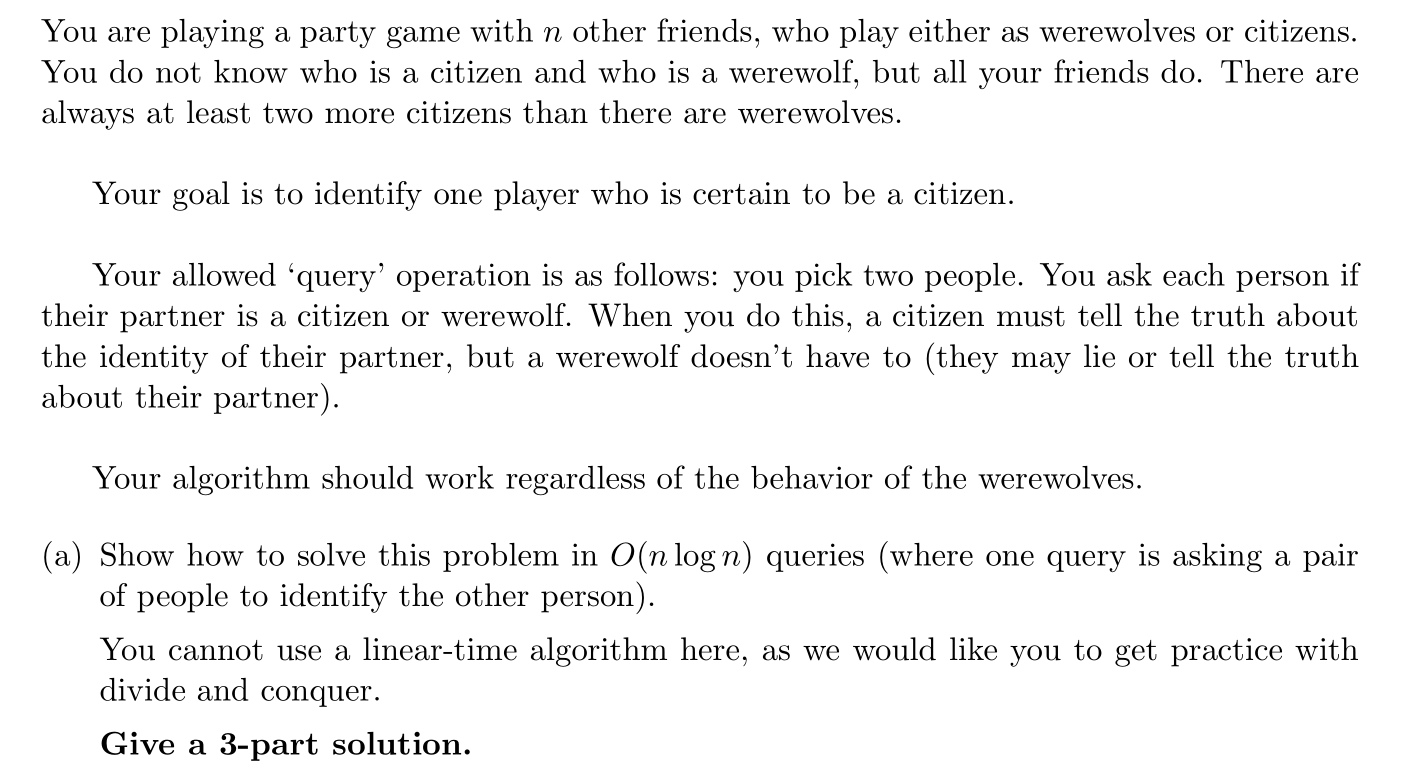 You are playing a party game with n other friends, who play either as werewolves or citizens.
You do not know who is a citizen and who is a werewolf, but all your friends do. There are
always at least two more citizens than there are werewolves.
Your goal is to identify one player who is certain to be a citizen.
Your allowed ‘query’ operation is as follows: you pick two people. You ask each person if
their partner is a citizen or werewolf. When you do this, a citizen must tell the truth about
the identity of their partner, but a werewolf doesn’t have to (they may lie or tell the truth
about their partner).
Your algorithm should work regardless of the behavior of the werewolves.
(a) Show how to solve this problem in O(n log n) queries (where one query is asking a pair
of people to identify the other person).
You cannot use a linear-time algorithm here, as we would like you to get practice with
divide and conquer.
Give a 3-part solution.